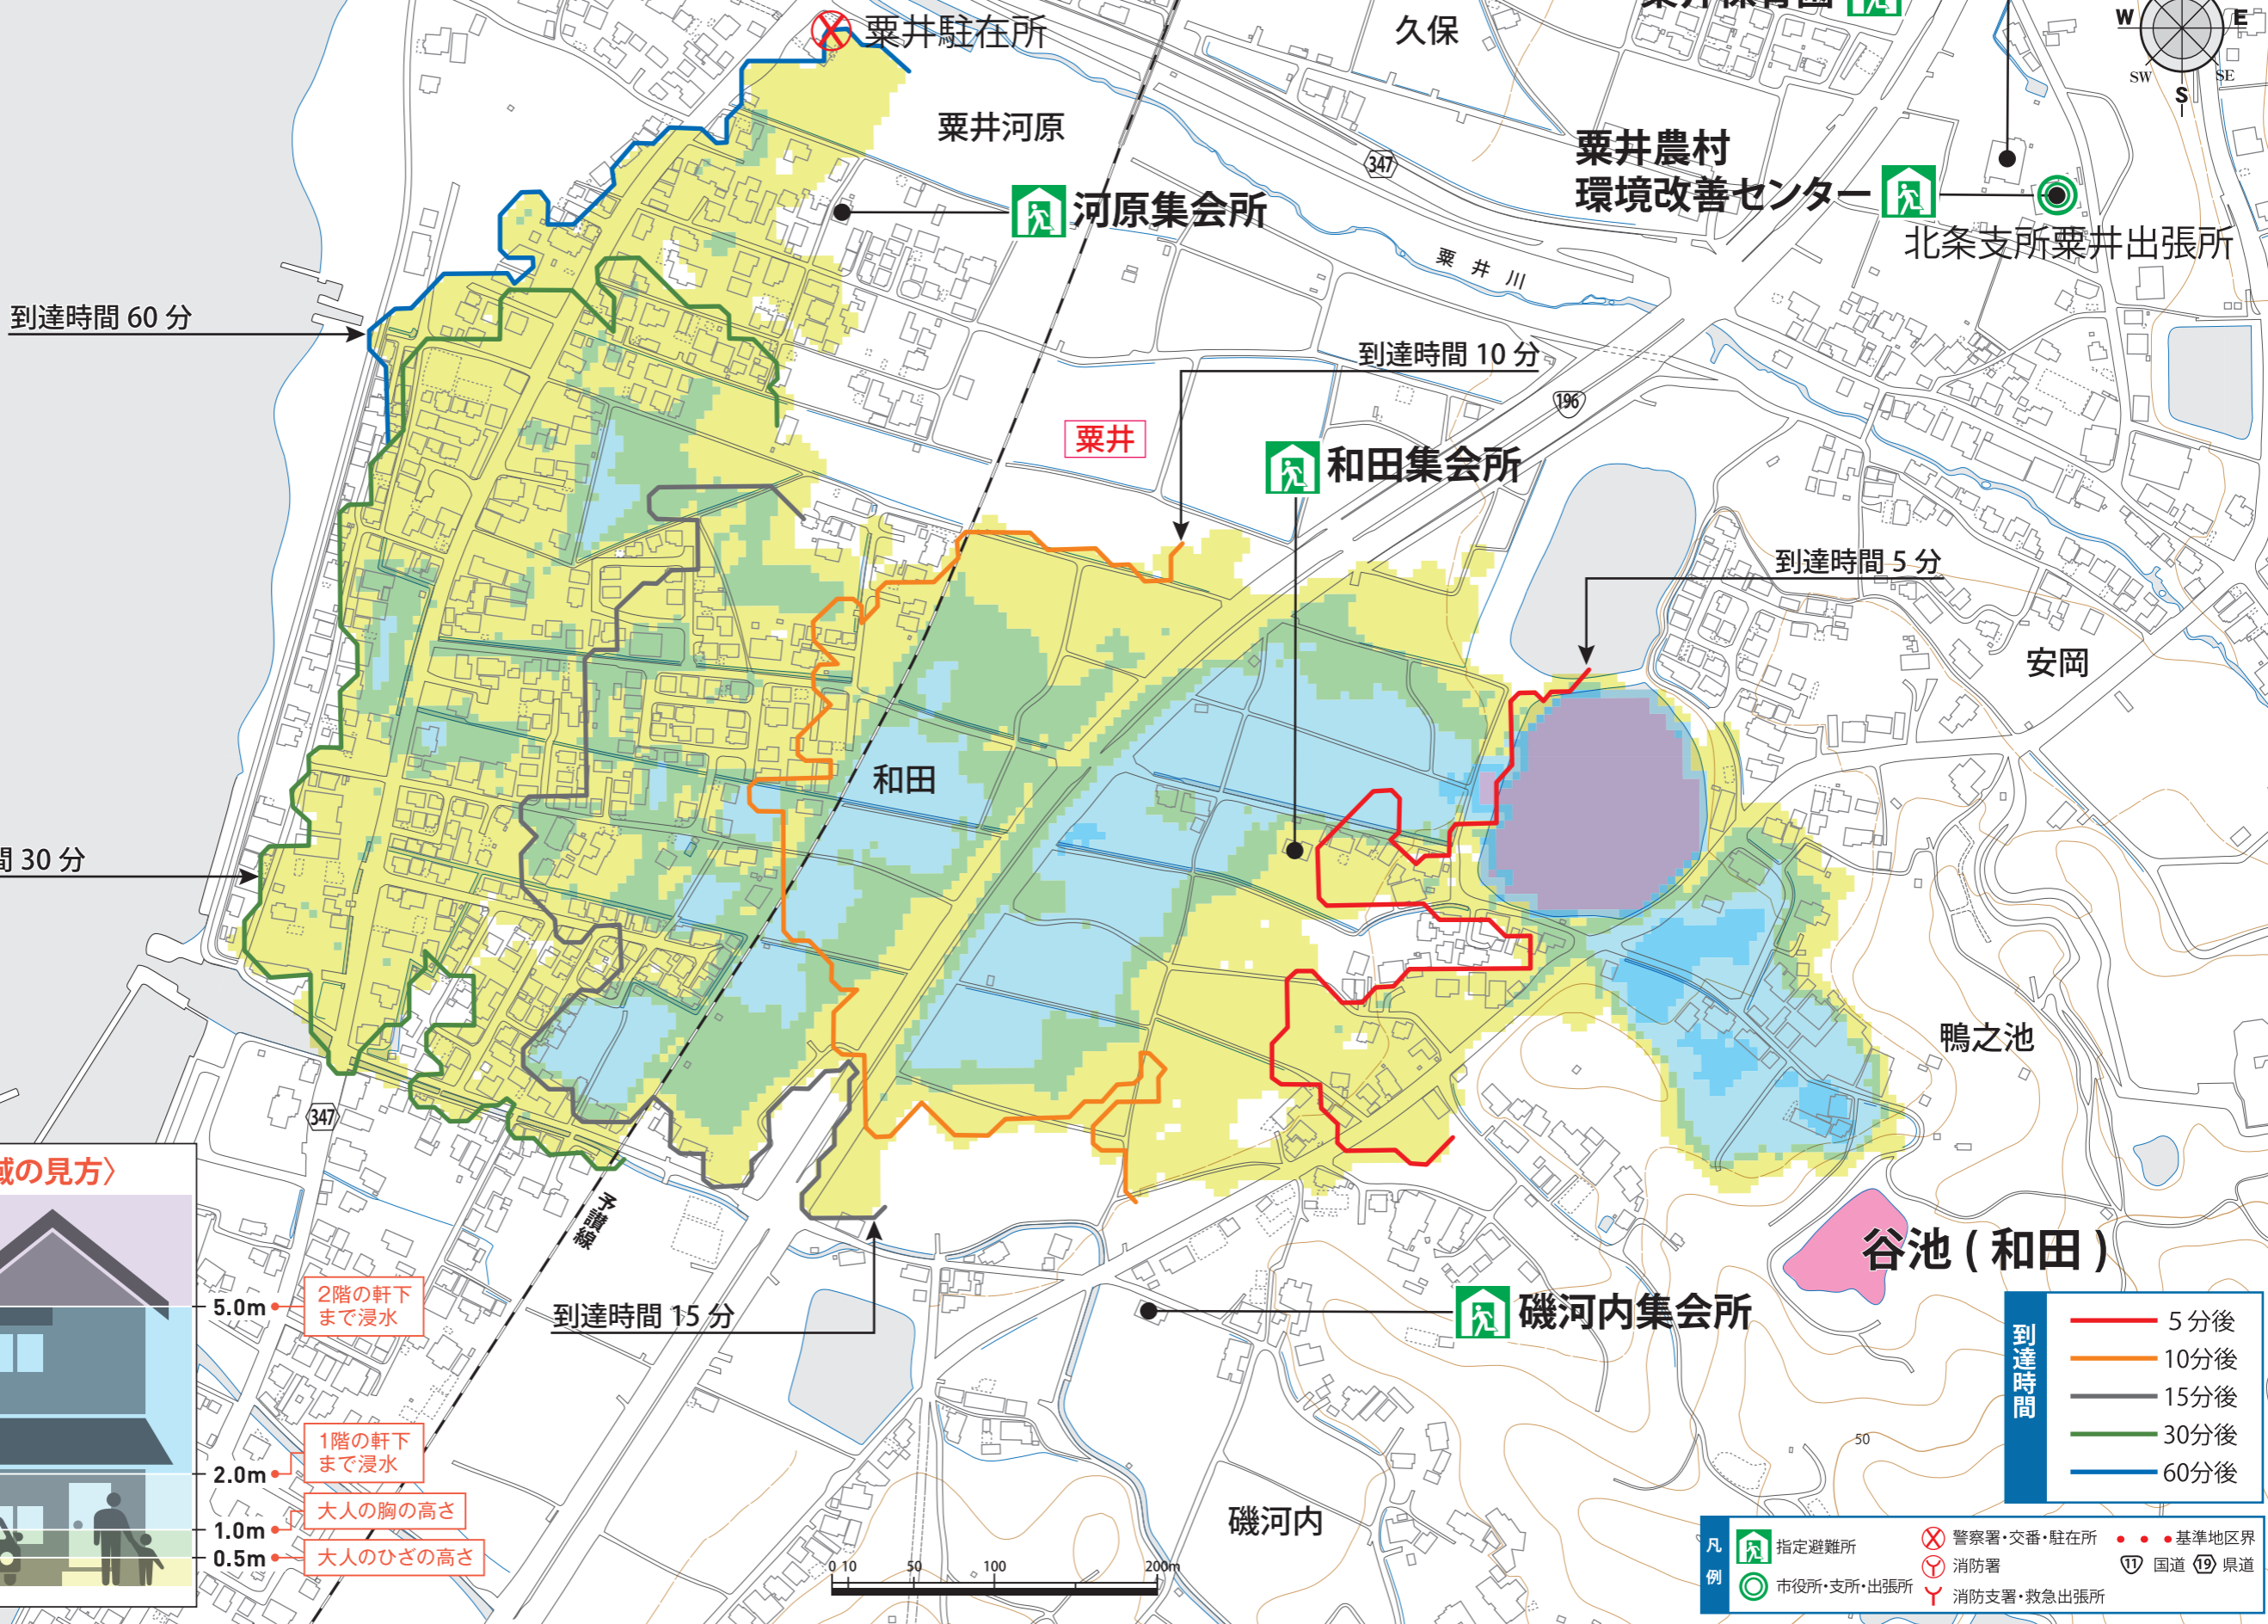 粟井駐在所
久保
W
E
SW
SE
S
粟井河原
347
粟井農村
環境改善センター
河原集会所
北条支所粟井出張所
粟井川
到達時間 60 分
到達時間 10 分
196
粟井
和田集会所
到達時間 5 分
安岡
和田
間 30 分
鴨之池
347
域の見方〉
予讃線
谷池 ( 和田 )
5.0m
2階の軒下
まで浸水
到達時間 15 分
磯河内集会所
到達時間
5 分後
10分後
15分後
30分後
60分後
50
1階の軒下
まで浸水
2.0m
大人の胸の高さ
1.0m
0.5m
大人のひざの高さ
磯河内
0 10 50 100 200m
凡例
指定避難所
市役所・支所・出張所
警察署・交番・駐在所
消防署
消防支署・救急出張所
基準地区界
11 国道 19 県道